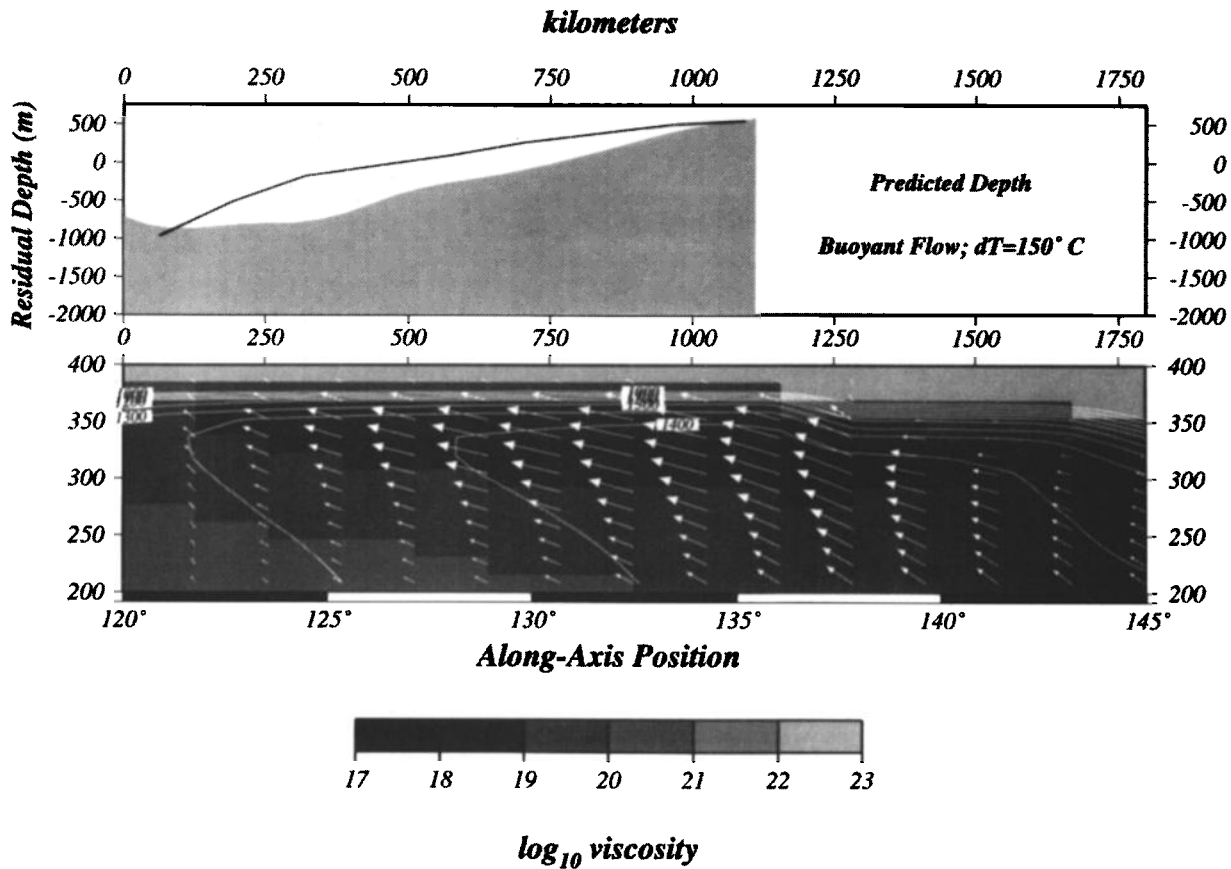 kilometers
0 250 500 750 1000 1250 1500 1750
Residual Depth (m)
500 500
0 0
-500 -500
-1000 -1000
-1500 -1500
-2000 -2000
Predicted Depth
Buoyant Flow; dT=150° C
0 250 500 750 1000 1250 1500 1750
400 400
350 350
300 300
250 250
200 200
1300
1400
120° 125° 130° 135° 140° 145°
Along-Axis Position
17 18 19 20 21 22 23
log10 viscosity